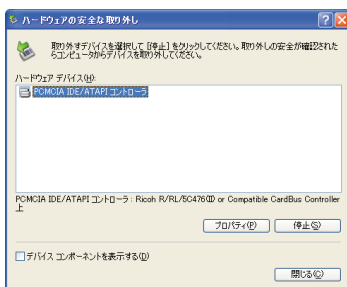 ハードウェアの安全な取り外し
取り外すデバイスを選択して [停止] をクリックしてください。取り外しの安全が確認された
らコンピュータからデバイスを取り外してください。
ハードウェア デバイス(H):
PCMCIA IDE/ATAPI コントローラ
PCMCIA IDE/ATAPI コントローラ : Ricoh R/RL/5C476(II) or Compatible CardBus Controller
上
プロパティ(P)
停止(S)
デバイス コンポーネントを表示する(D)
閉じる(C)